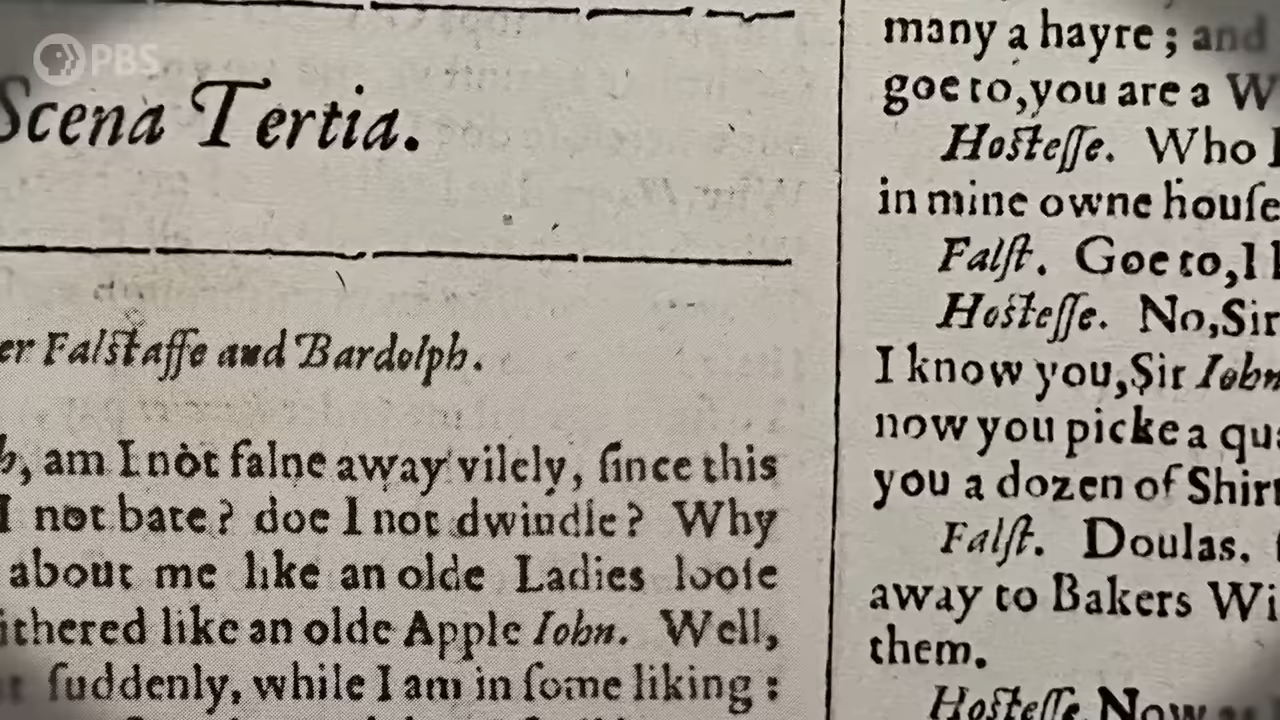 PBS
Scena Tertia.
er Falſtaffe and Bardolph.
am I not falne away vilely, ſince this
I not bate? doe I not dwindle? Why
about me like an olde Ladies looſe
ithered like an olde Apple Iohn. Well,
ſuddenly, while I am in ſome liking :
many a hayre ; and
goe to, you are a W
Hoſteſſe. Who
in mine owne houſe
Falſt. Goe to, I
Hoſteſſe. No, Sir
I know you, Sir Iohn
now you picke a qua
you a dozen of Shirt
Falſt. Doulas,
away to Bakers Wi
them.
Hoſteſſe. Now as